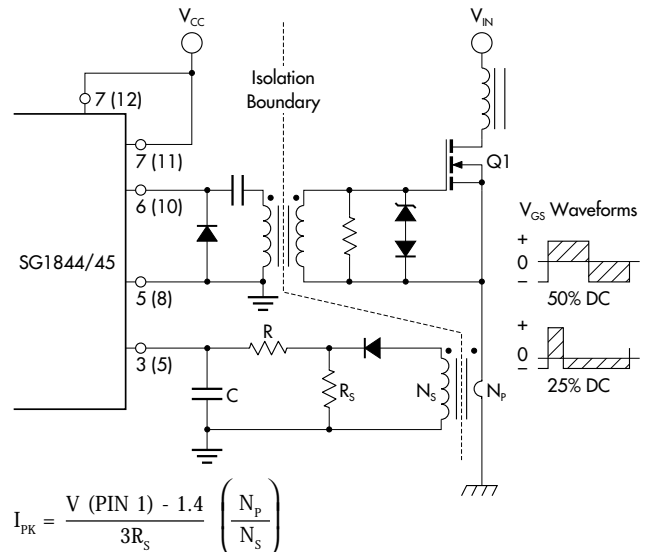 V_CC
V_IN
7 (12)
Isolation
Boundary
7 (11)
Q1
6 (10)
V_GS Waveforms
+
0
−
50% DC
SG1844/45
5 (8)
3 (5)
R
C
R_S
N_S
N_P
+
0
−
25% DC
I_PK = V (PIN 1) - 1.4 / 3R_S (N_P / N_S)